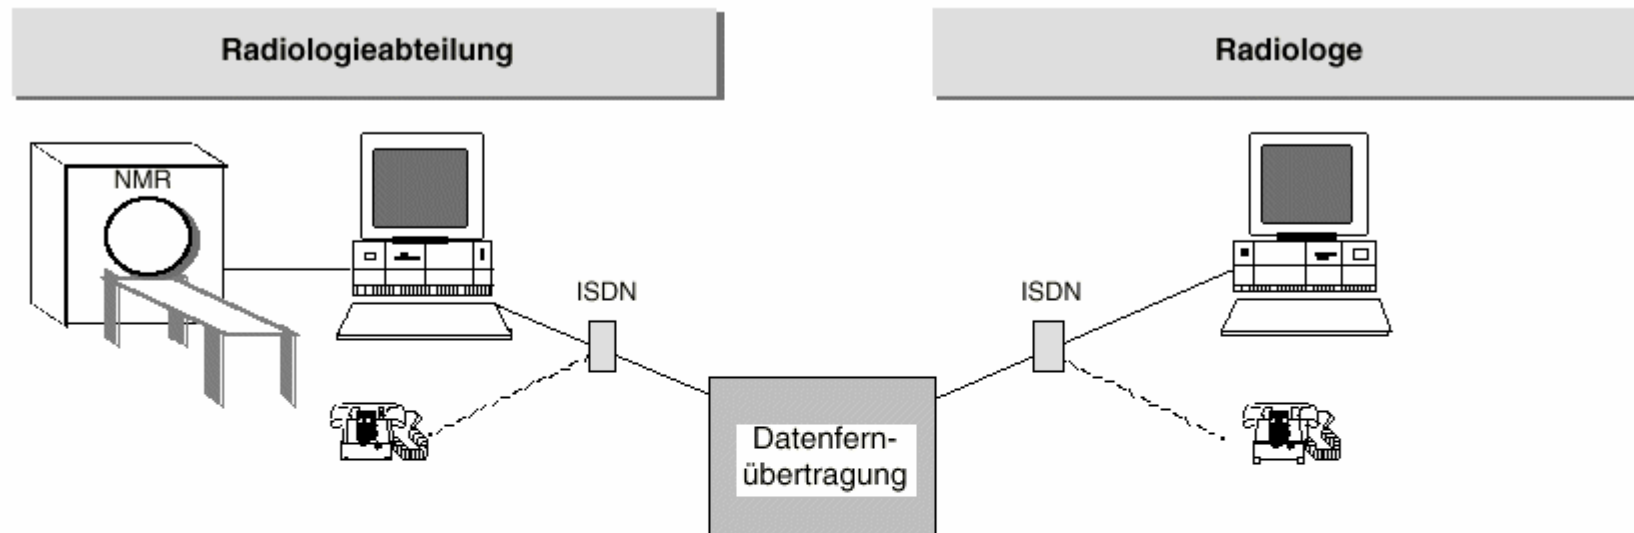 Radiologieabteilung
Radiologe
NMR
ISDN
ISDN
Datenfern-
übertragung